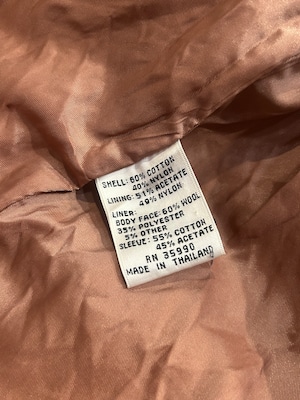 SHELL: 60% COTTON
40% NYLON
LINING: 51% ACETATE
49% NYLON
LINER:
BODY FACE: 60% WOOL
35% POLYESTER
5% OTHER
SLEEVE: 55% COTTON
45% ACETATE
RN 35990
MADE IN THAILAND